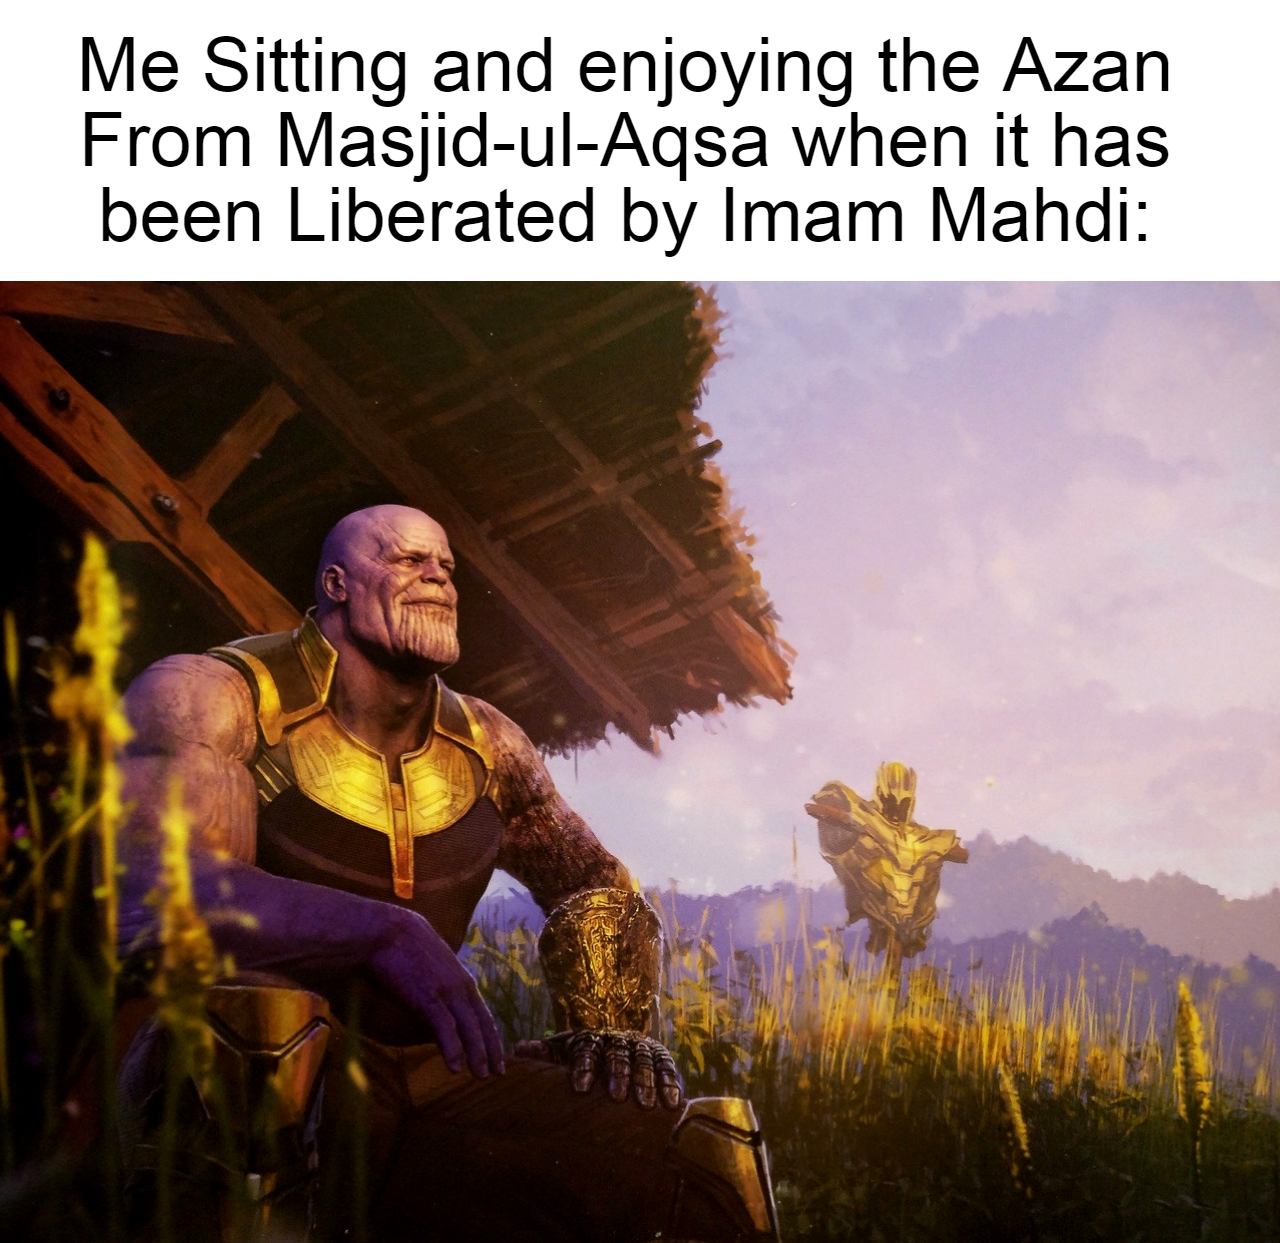 Me Sitting and enjoying the Azan
From Masjid-ul-Aqsa when it has
been Liberated by Imam Mahdi: